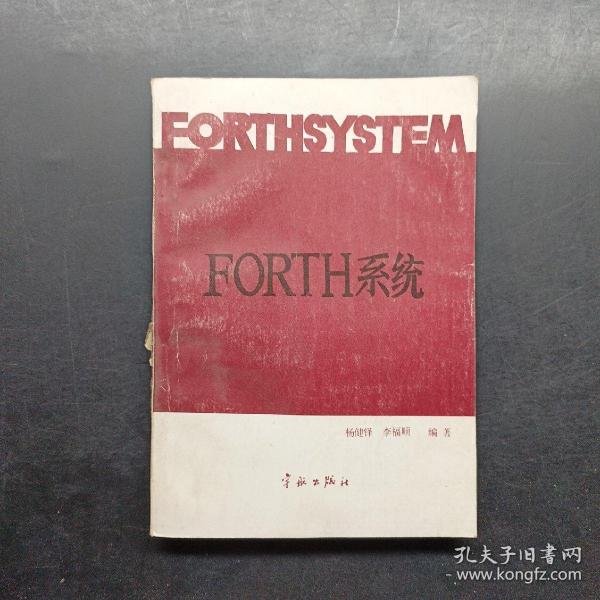 FORTHSYSTEM
FORTH系统
杨健铎 李福顺 编著
宇航出版社
孔夫子旧書网
www.kongfz.com